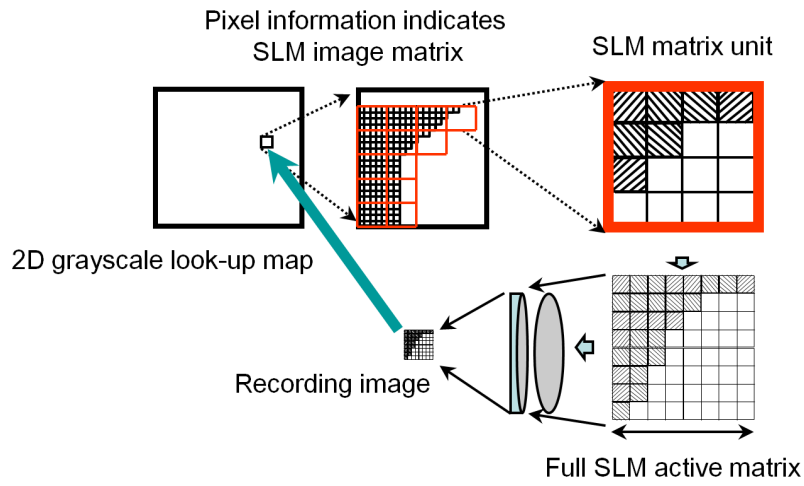 Pixel information indicates
SLM image matrix
SLM matrix unit
2D grayscale look-up map
Recording image
Full SLM active matrix